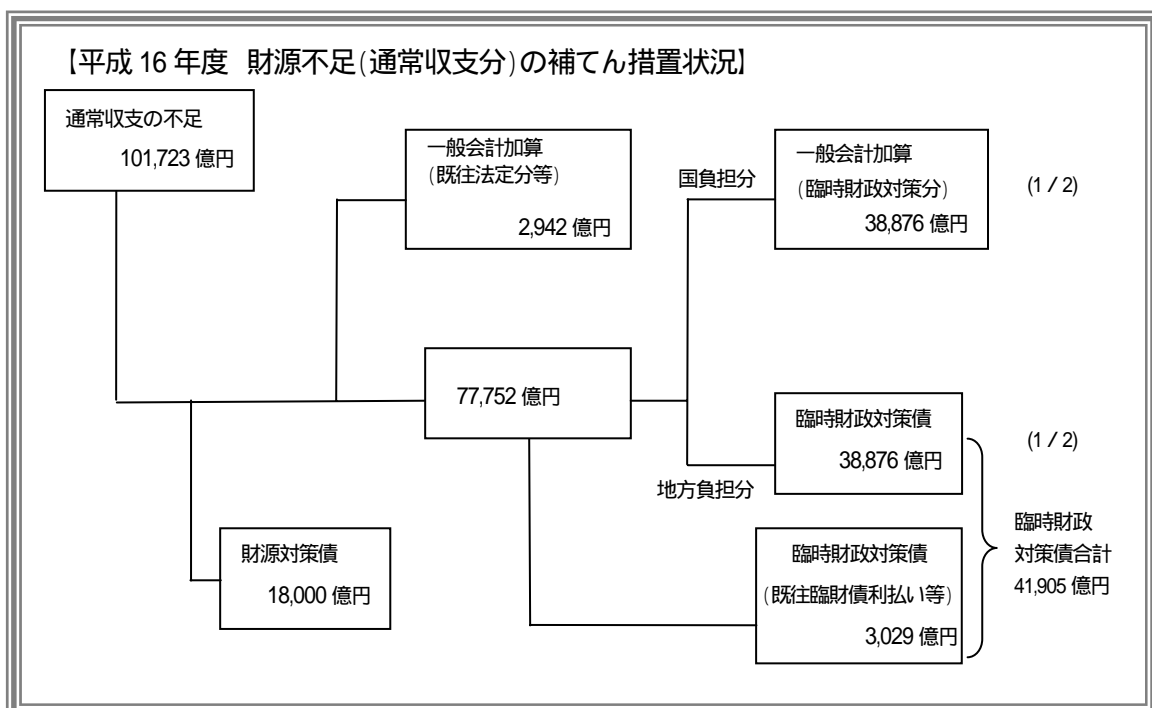 【平成 16 年度 財源不足(通常収支分)の補てん措置状況】
通常収支の不足
101,723 億円
一般会計加算
(既往法定分等)
2,942 億円
国負担分
一般会計加算
(臨時財政対策分)
38,876 億円
(1 / 2)
77,752 億円
地方負担分
臨時財政対策債
38,876 億円
(1 / 2)
財源対策債
18,000 億円
臨時財政対策債
(既往臨財債利払い等)
3,029 億円
臨時財政
対策債合計
41,905 億円